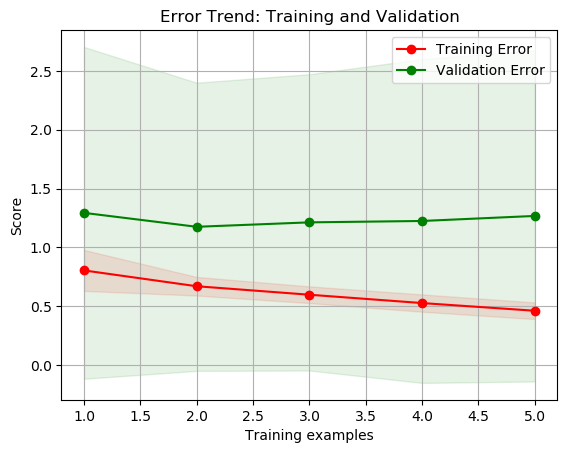 Error Trend: Training and Validation
Training Error
Validation Error
2.5
2.0
1.5
1.0
0.5
0.0
Score
1.0 1.5 2.0 2.5 3.0 3.5 4.0 4.5 5.0
Training examples